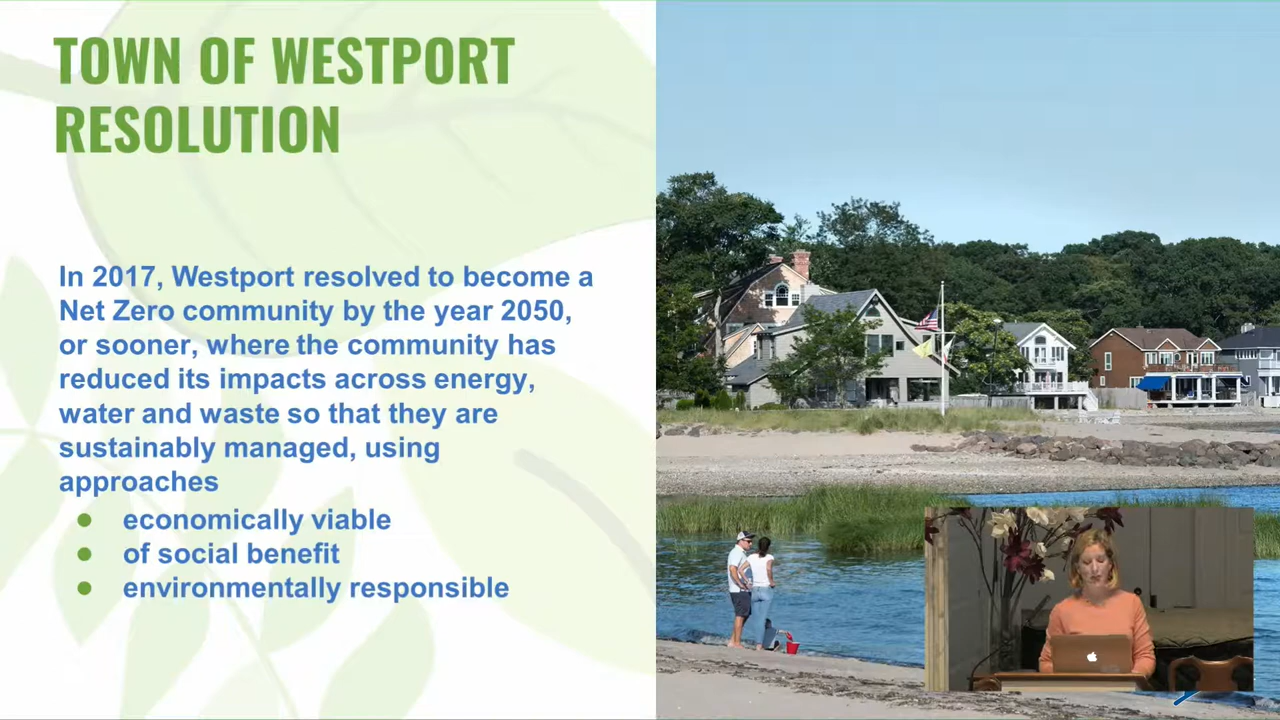 TOWN OF WESTPORT
RESOLUTION
In 2017, Westport resolved to become a
Net Zero community by the year 2050,
or sooner, where the community has
reduced its impacts across energy,
water and waste so that they are
sustainably managed, using
approaches
economically viable
of social benefit
environmentally responsible